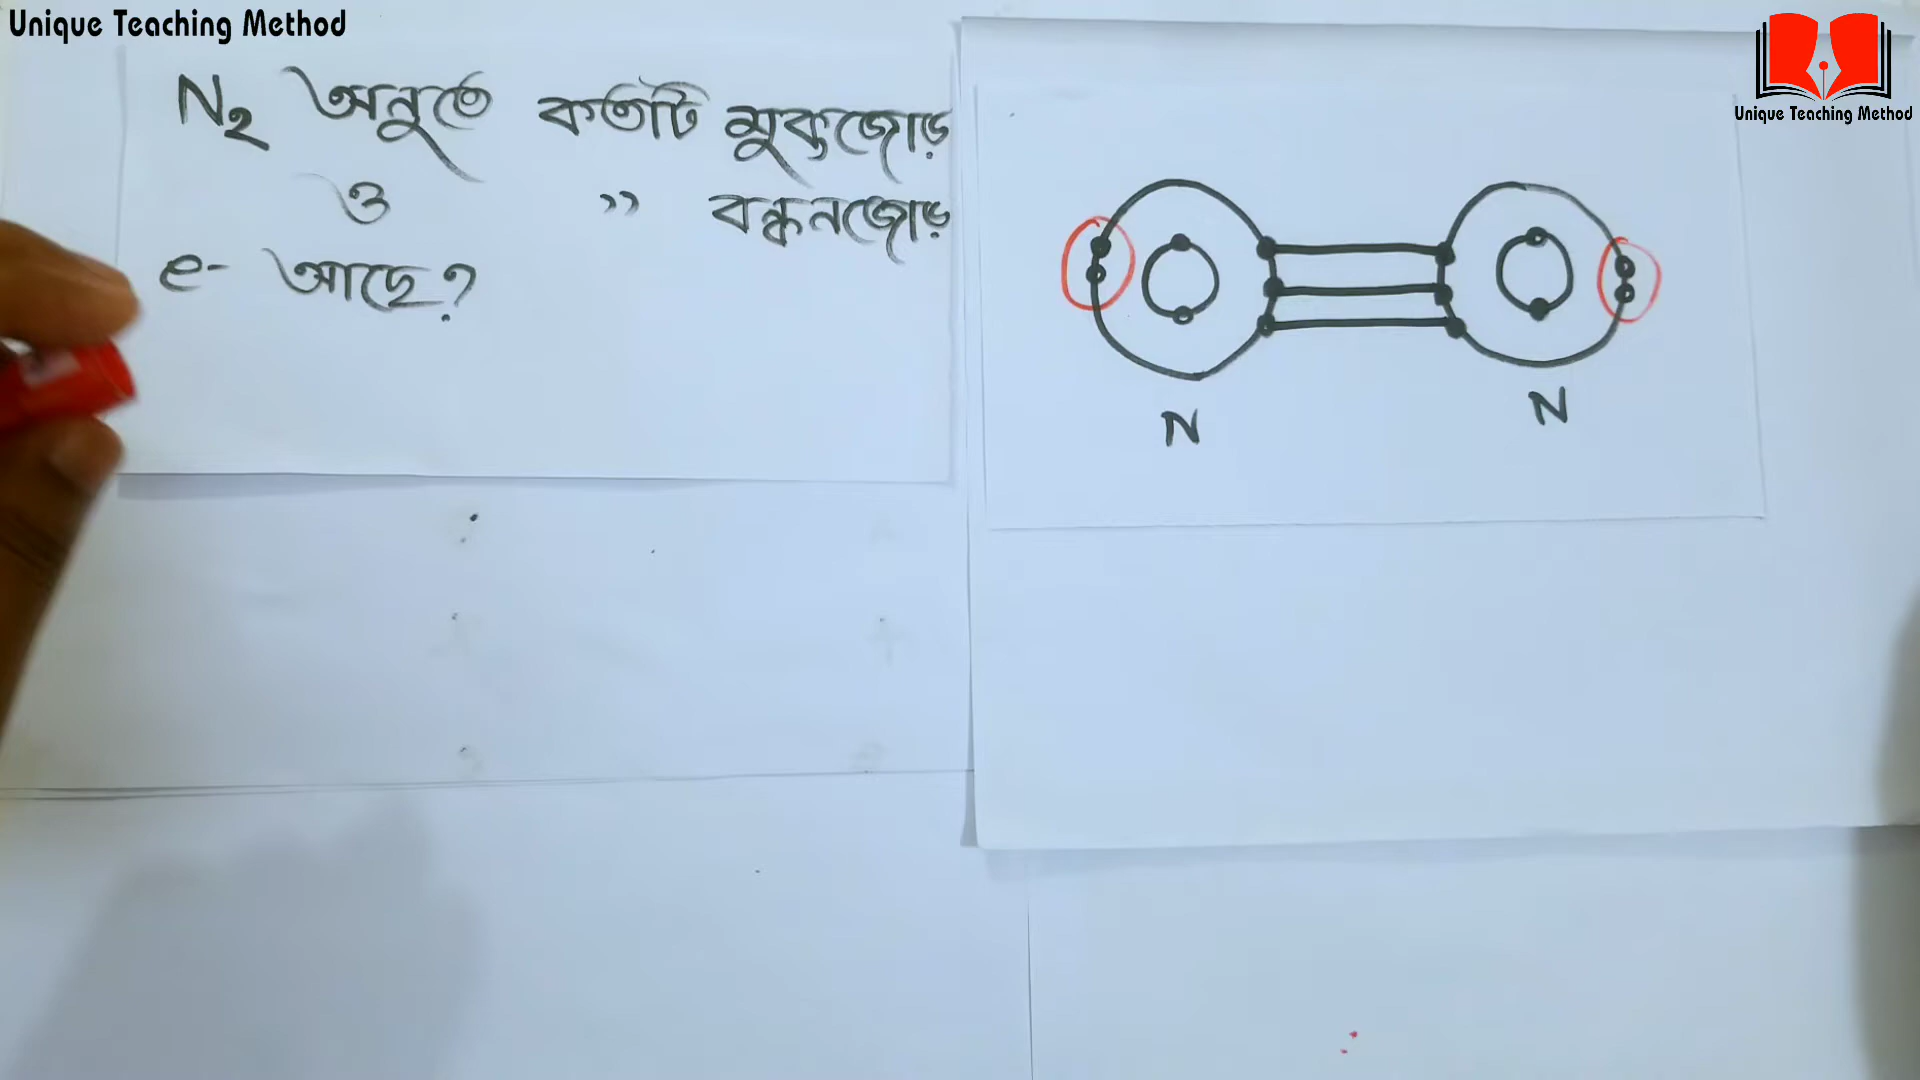 Unique Teaching Method
N₂ অনুতে কতটি মুক্তজোড়
ও " বন্ধনজোড়
e- আছে?
N
N
Unique Teaching Method